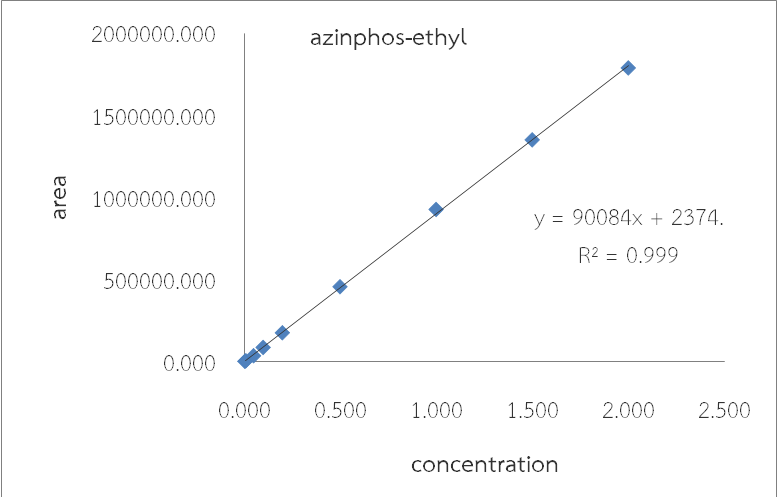 azinphos-ethyl
2000000.000
1500000.000
1000000.000
500000.000
0.000
area
y = 90084x + 2374.
R² = 0.999
0.000 0.500 1.000 1.500 2.000 2.500
concentration